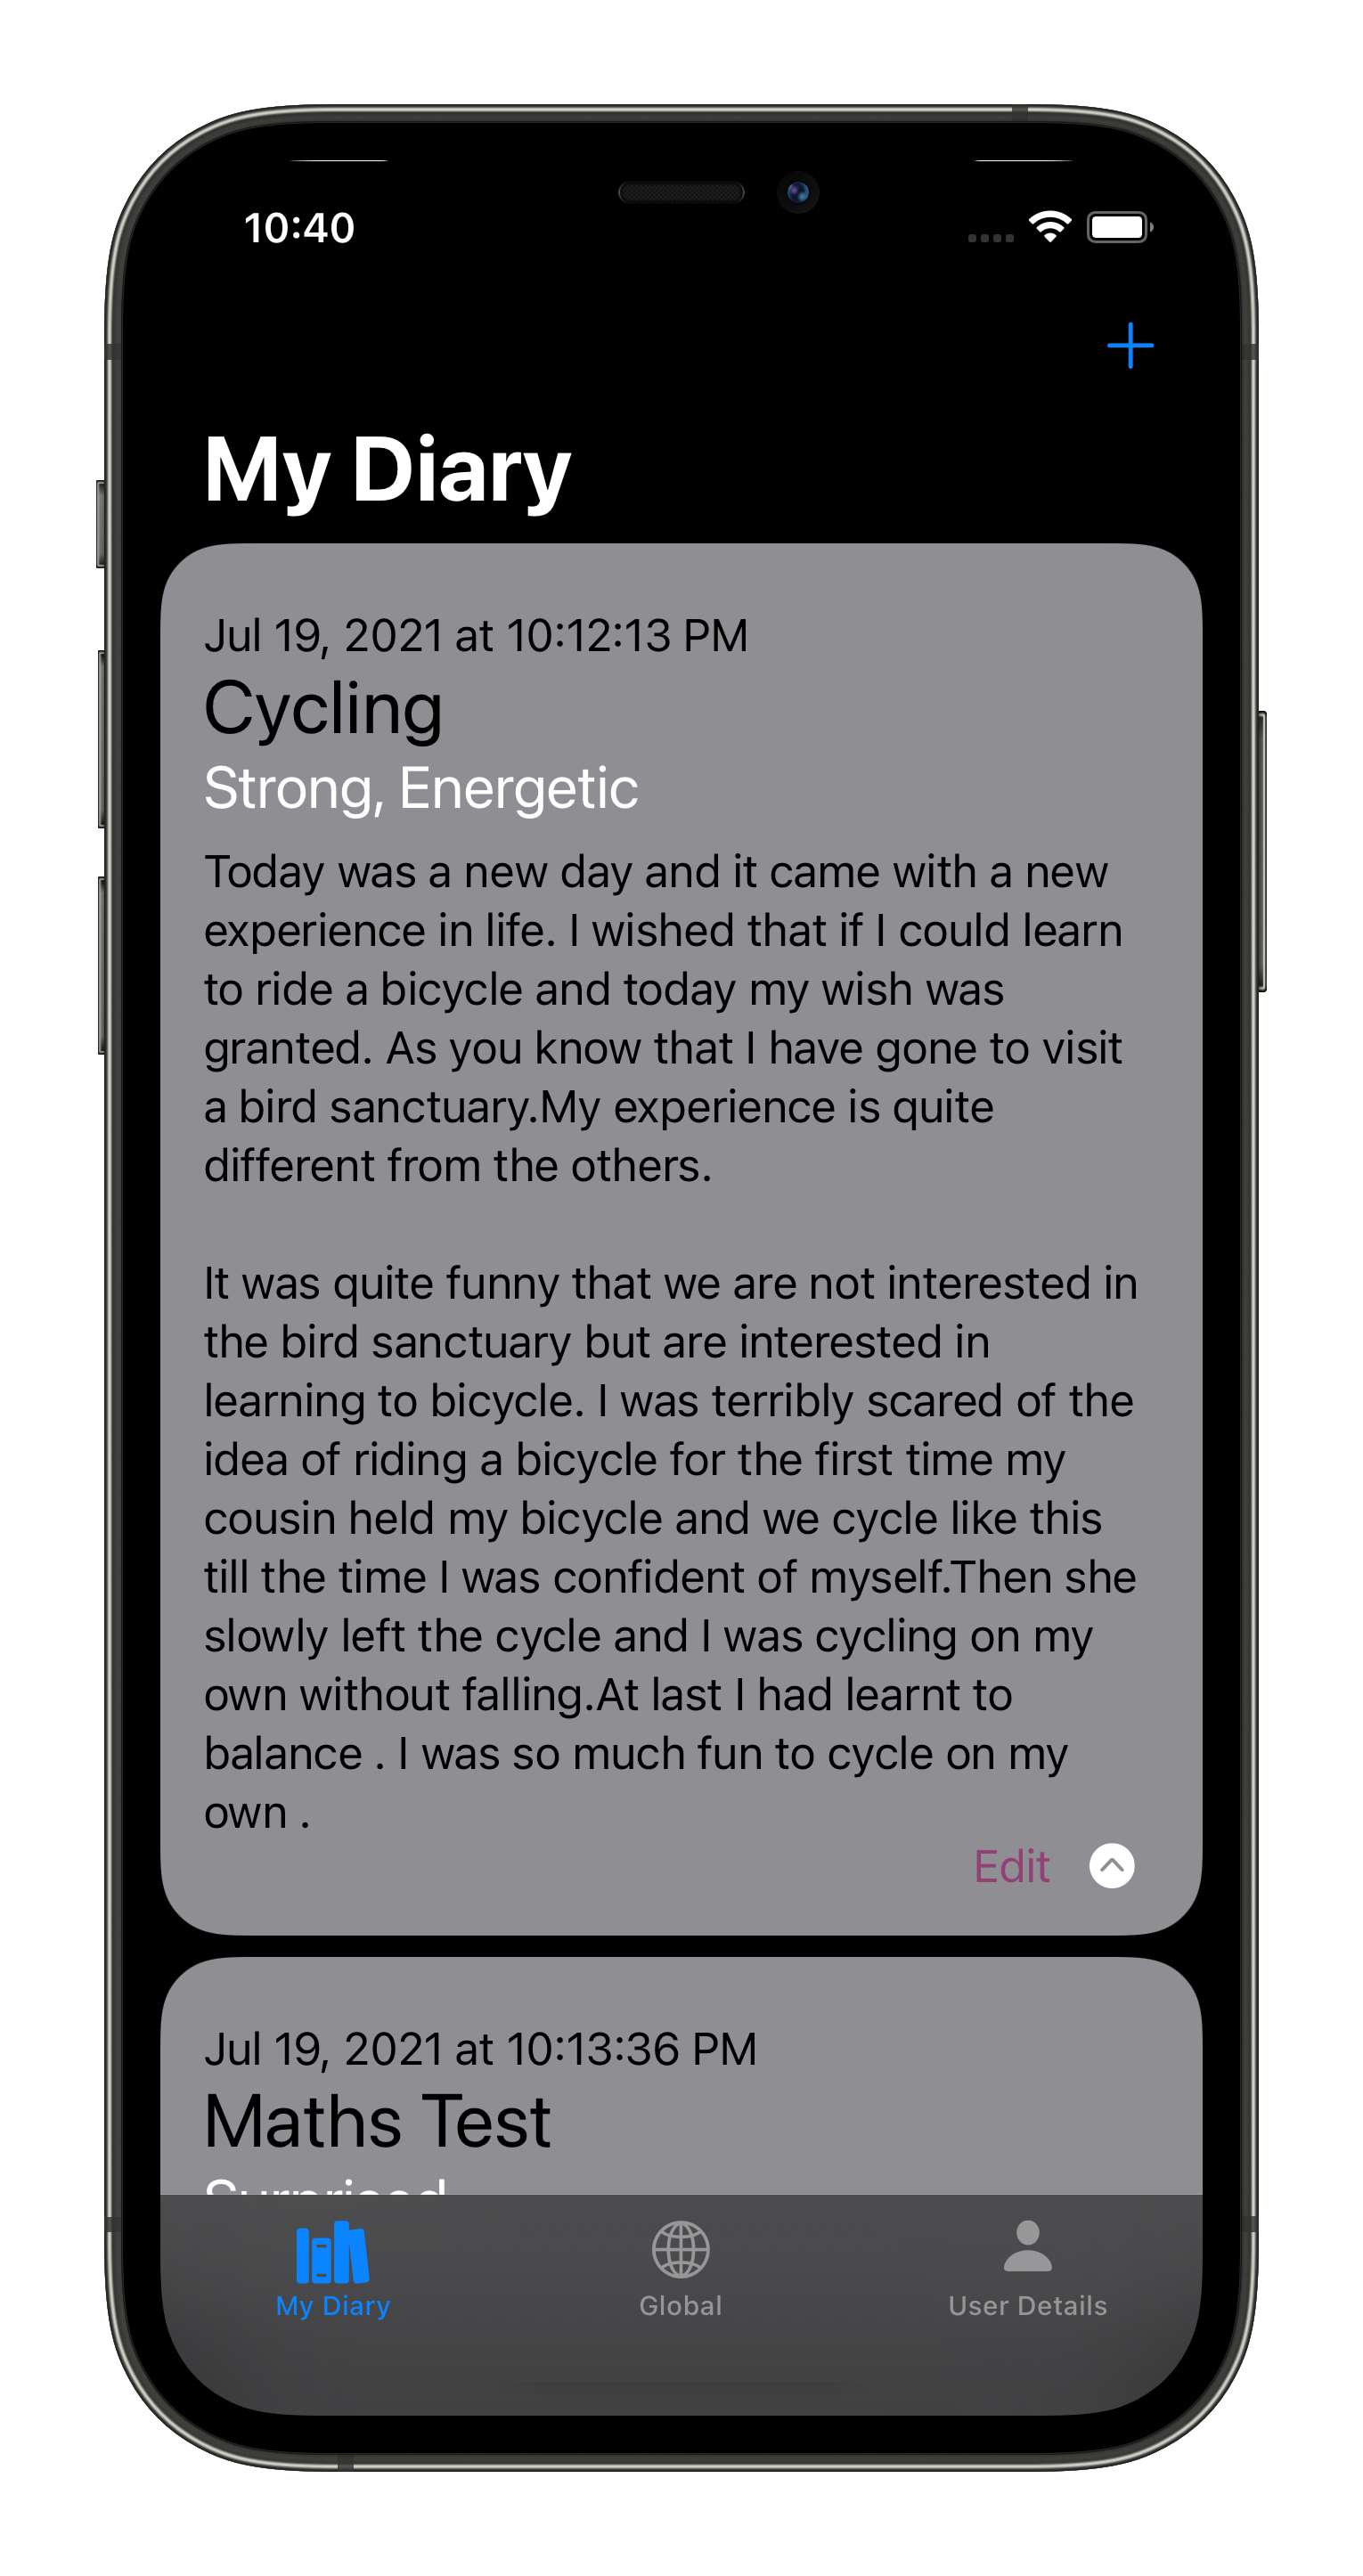 10:40
My Diary
Jul 19, 2021 at 10:12:13 PM
Cycling
Strong, Energetic
Today was a new day and it came with a new
experience in life. I wished that if I could learn
to ride a bicycle and today my wish was
granted. As you know that I have gone to visit
a bird sanctuary.My experience is quite
different from the others.
It was quite funny that we are not interested in
the bird sanctuary but are interested in
learning to bicycle. I was terribly scared of the
idea of riding a bicycle for the first time my
cousin held my bicycle and we cycle like this
till the time I was confident of myself.Then she
slowly left the cycle and I was cycling on my
own without falling.At last I had learnt to
balance . I was so much fun to cycle on my
own .
Edit
Jul 19, 2021 at 10:13:36 PM
Maths Test
Surprised
My Diary
Global
User Details